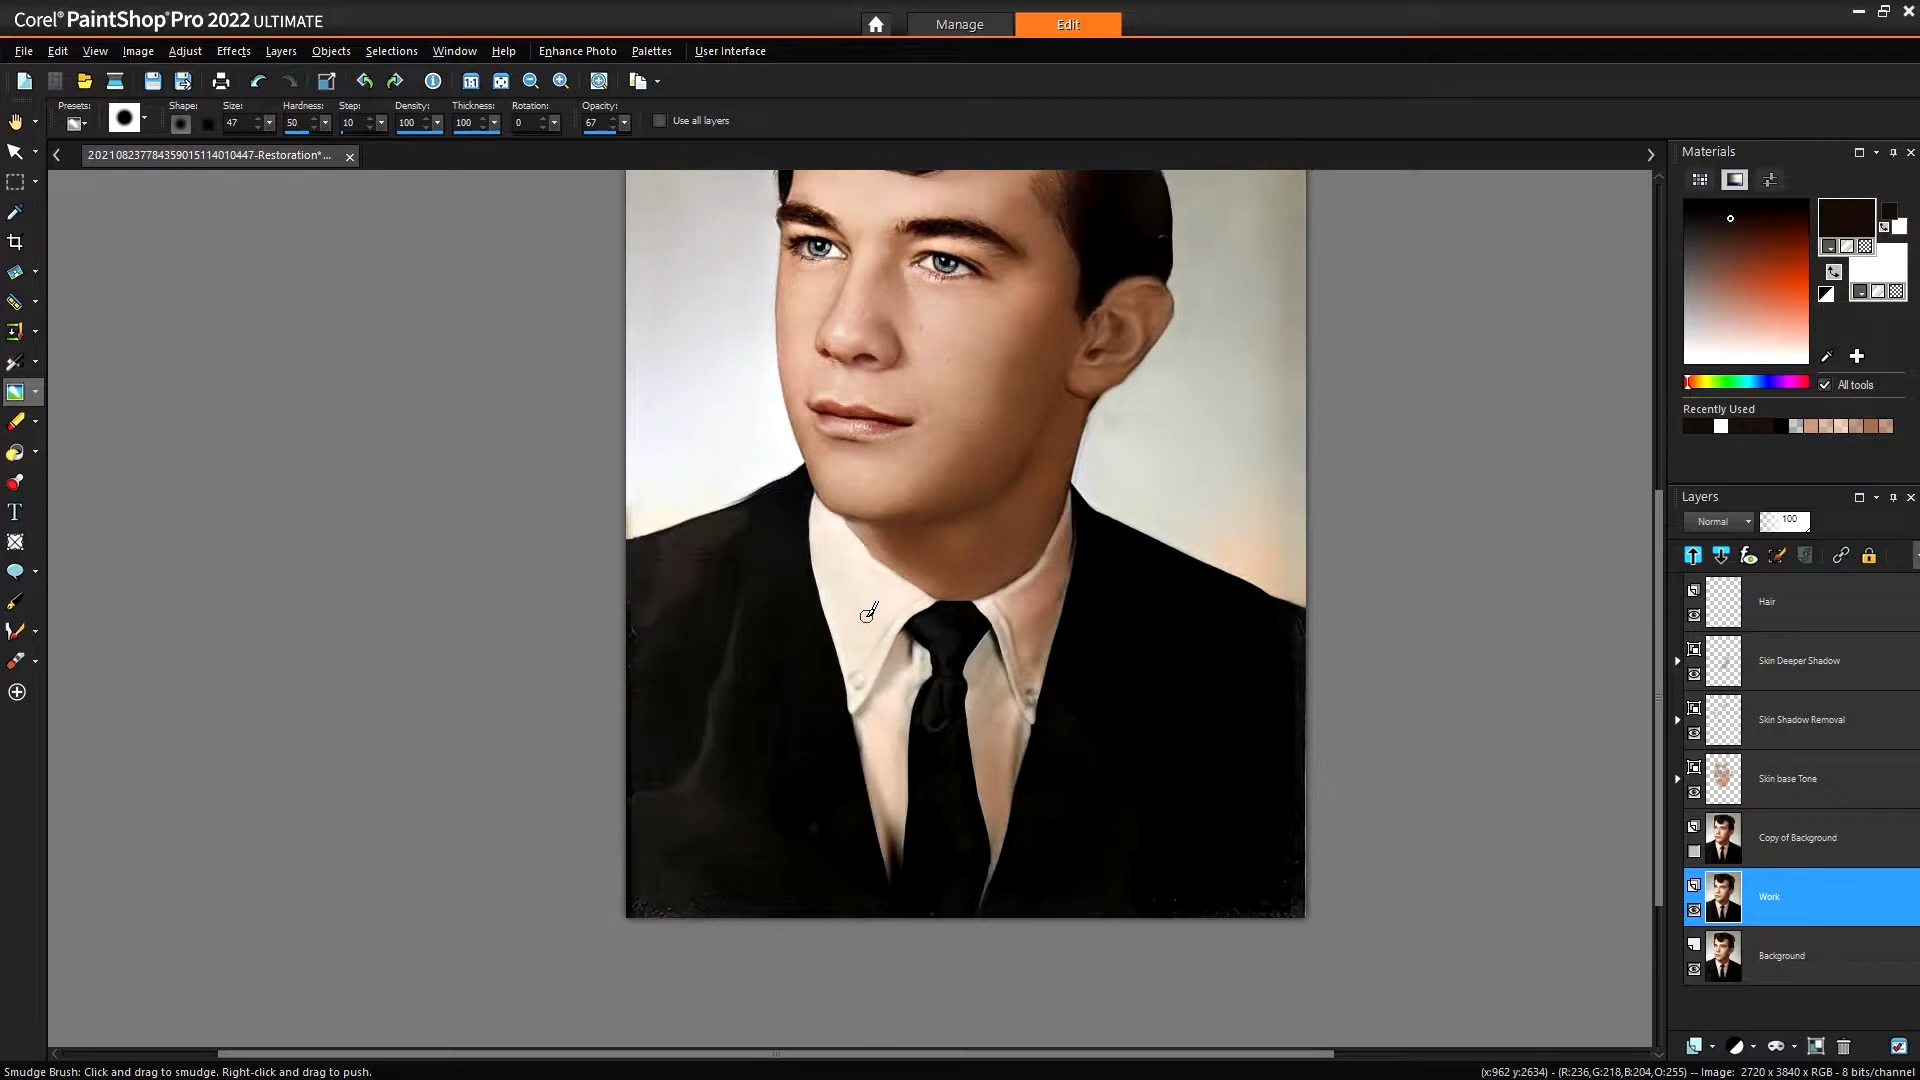 Corel® PaintShop® Pro 2022 ULTIMATE
Manage
Edit
File Edit View Image Adjust Effects Layers Objects Selections Window Help Enhance Photo Palettes User Interface
Presets: Shape: Size: Hardness: Step: Density: Thickness: Rotation: Opacity:
47 50 10 100 100 0 67 Use all layers
20210823778435901511401044​7-Restoration*...
Materials
All tools
Recently Used
Layers
Normal 100
Hair
Skin Deeper Shadow
Skin Shadow Removal
Skin base Tone
Copy of Background
Work
Background
Smudge Brush: Click and drag to smudge. Right-click and drag to push.
(x:962 y:2634) - (R:236,G:218,B:204,O:255) -- Image: 2720 x 3840 x RGB - 8 bits/channel